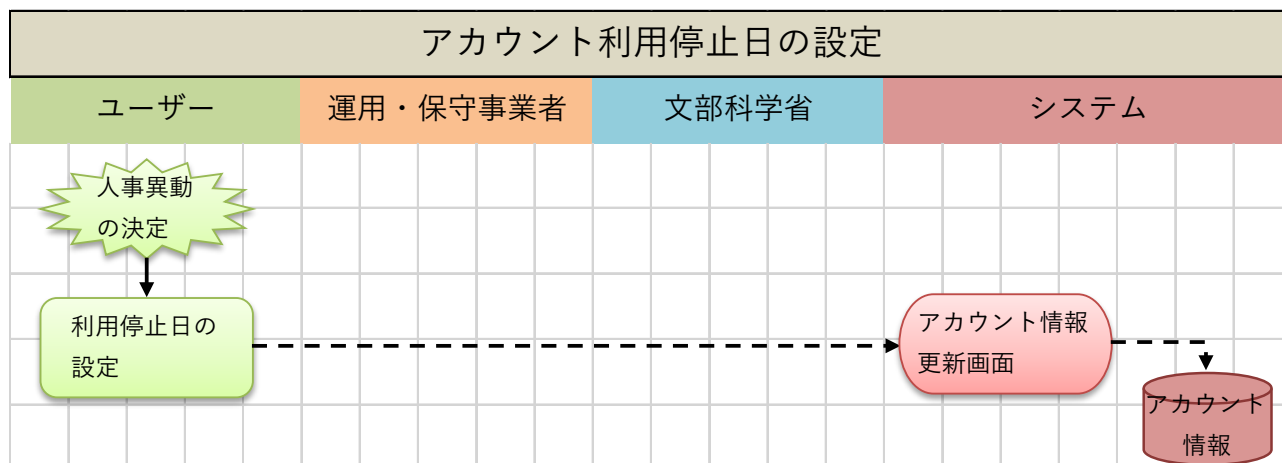 アカウント利用停止日の設定
ユーザー
運用・保守事業者
文部科学省
システム
人事異動
の決定
利用停止日の
設定
アカウント情報
更新画面
アカウント
情報